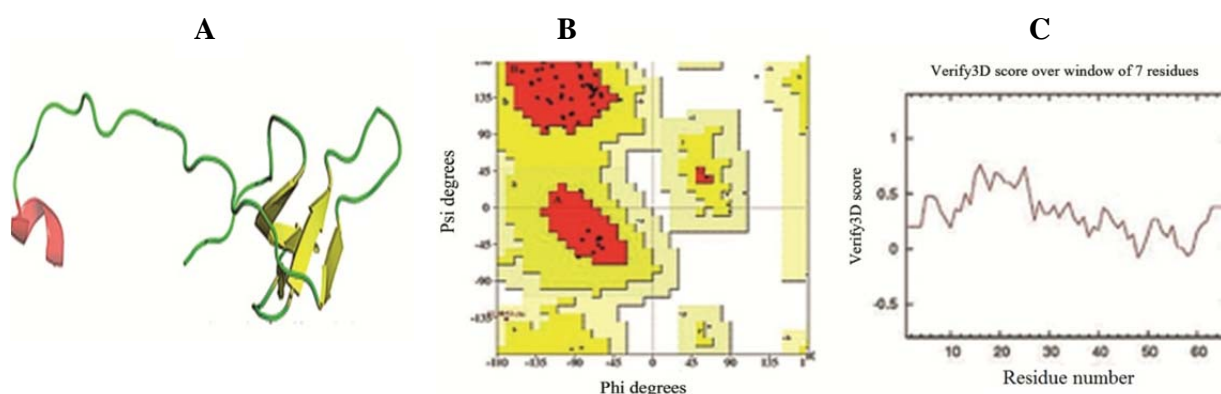 A
B
C
135
90
45
0
-45
-90
-135
Psi degrees
-180 -135 -90 -45 0 45 90 135
Phi degrees
Verify3D score over window of 7 residues
1
0.5
0
-0.5
Verify3D score
10 20 30 40 50 60
Residue number